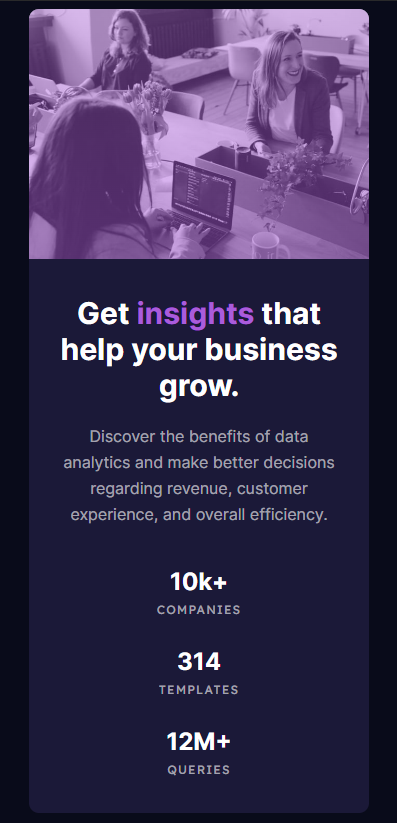 Get insights that
help your business
grow.
Discover the benefits of data
analytics and make better decisions
regarding revenue, customer
experience, and overall efficiency.
10k+
COMPANIES
314
TEMPLATES
12M+
QUERIES